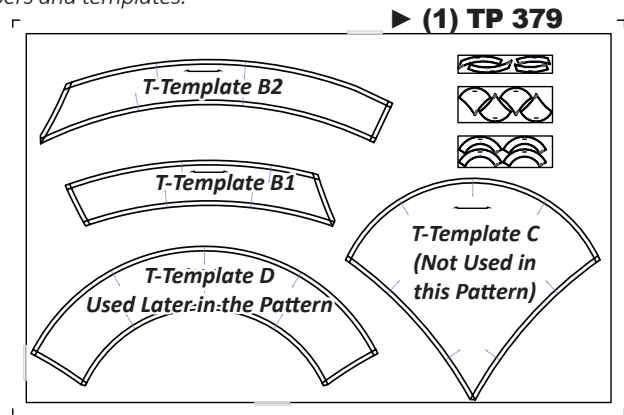 pers and templates.
► (1) TP 379
T-Template B2
T-Template B1
T-Template D
Used Later in the Pattern
T-Template C
(Not Used in
this Pattern)